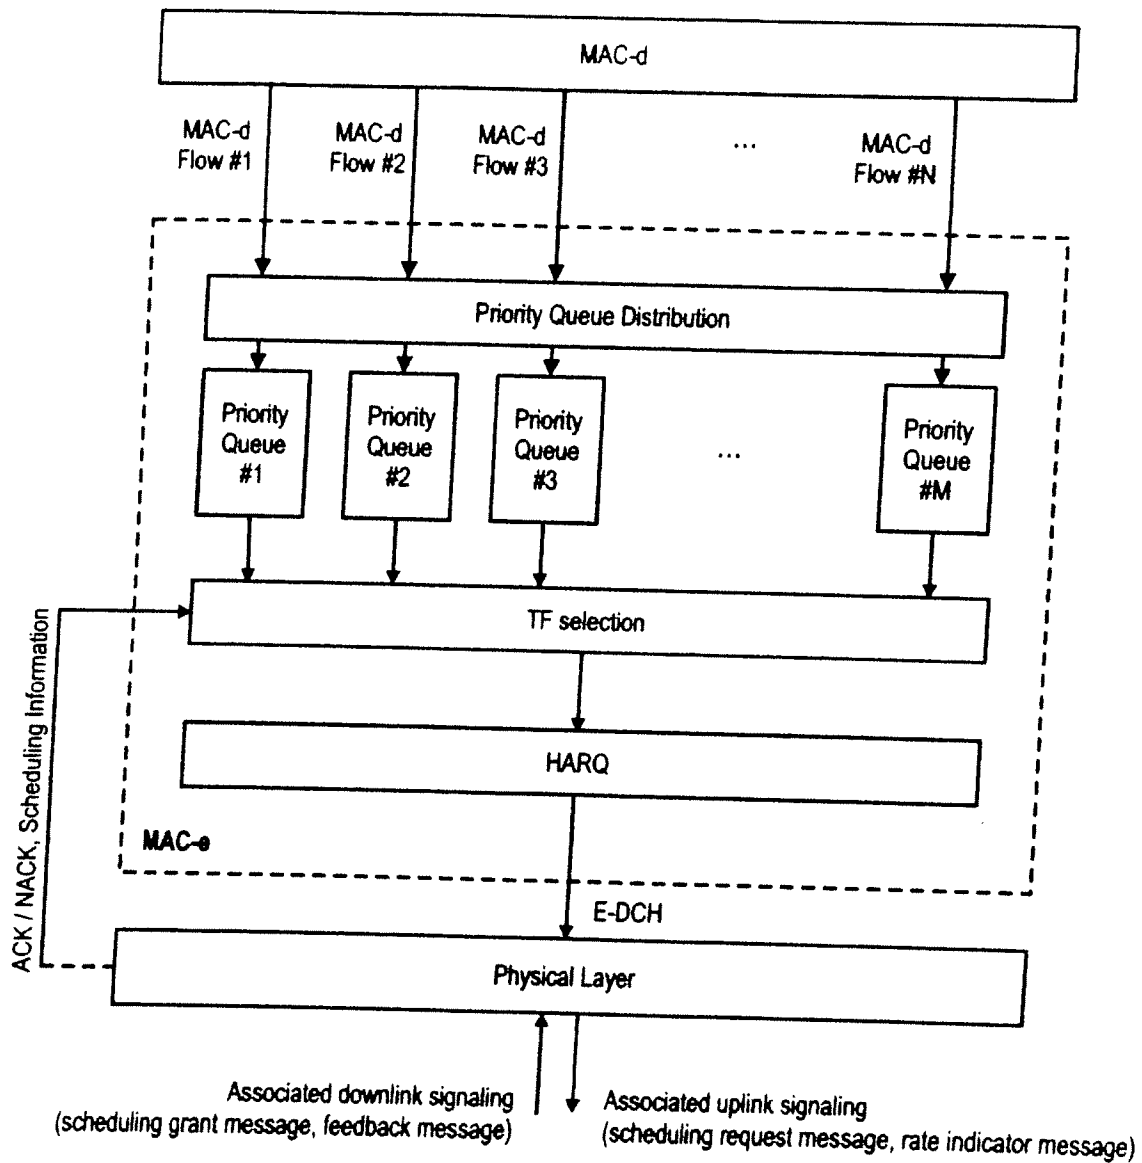 MAC-d
MAC-d
Flow #1
MAC-d
Flow #2
MAC-d
Flow #3
...
MAC-d
Flow #N
Priority Queue Distribution
Priority
Queue
#1
Priority
Queue
#2
Priority
Queue
#3
...
Priority
Queue
#M
TF selection
HARQ
MAC-e
ACK / NACK, Scheduling Information
E-DCH
Physical Layer
Associated downlink signaling
(scheduling grant message, feedback message)
Associated uplink signaling
(scheduling request message, rate indicator message)